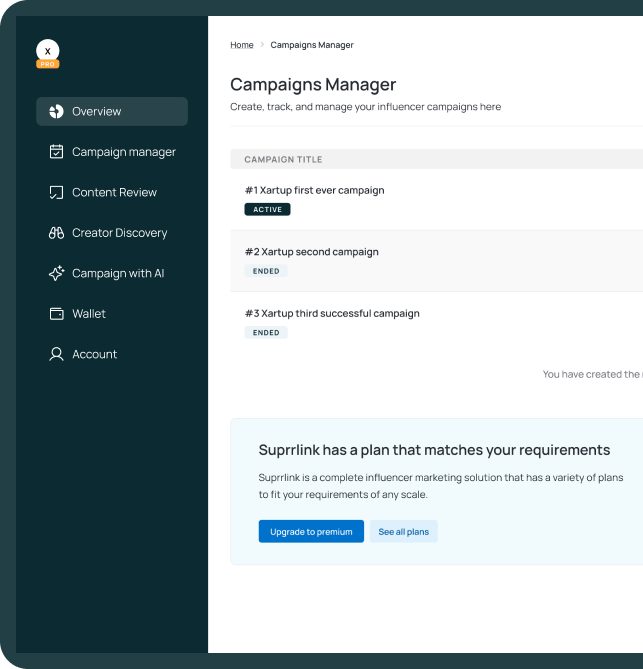 X
PRO
Overview
Campaign manager
Content Review
Creator Discovery
Campaign with AI
Wallet
Account
Home > Campaigns Manager
Campaigns Manager
Create, track, and manage your influencer campaigns here
CAMPAIGN TITLE
#1 Xartup first ever campaign
ACTIVE
#2 Xartup second campaign
ENDED
#3 Xartup third successful campaign
ENDED
You have created the
Suprrlink has a plan that matches your requirements
Suprrlink is a complete influencer marketing solution that has a variety of plans
to fit your requirements of any scale.
Upgrade to premium
See all plans